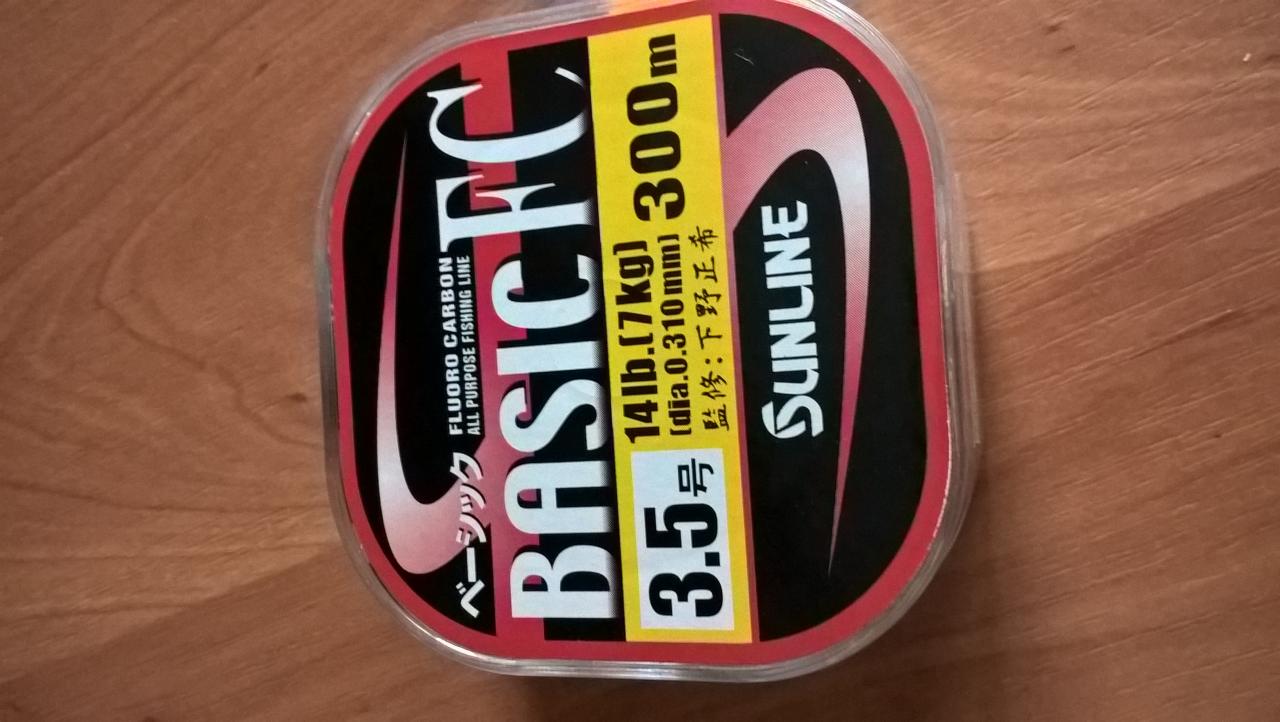 ベーシック
FLUORO CARBON
ALL PURPOSE FISHING LINE
BASIC FC
3.5号
14lb.(7kg)
(dia.0.310mm)
300m
監修:下野正希
SUNLINE